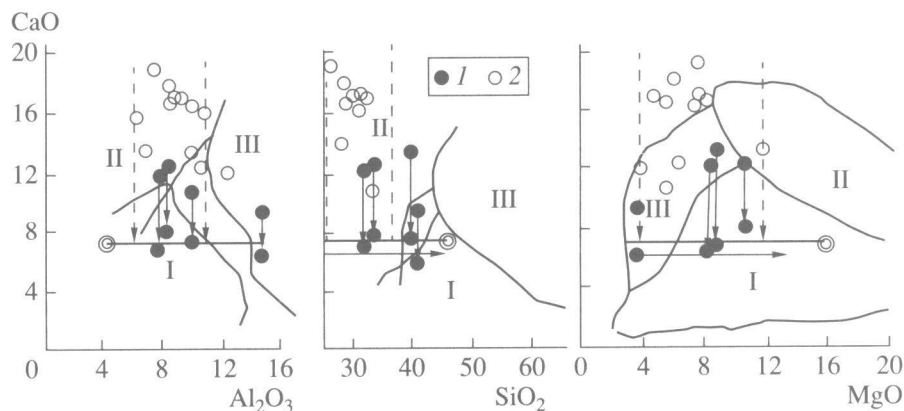 CaO
20
16
12
8
4
0
4 8 12 16
Al₂O₃
II
III
I
1 2
II
III
I
30 40 50 60
SiO₂
III
II
I
0
4 8 12 16 20
MgO